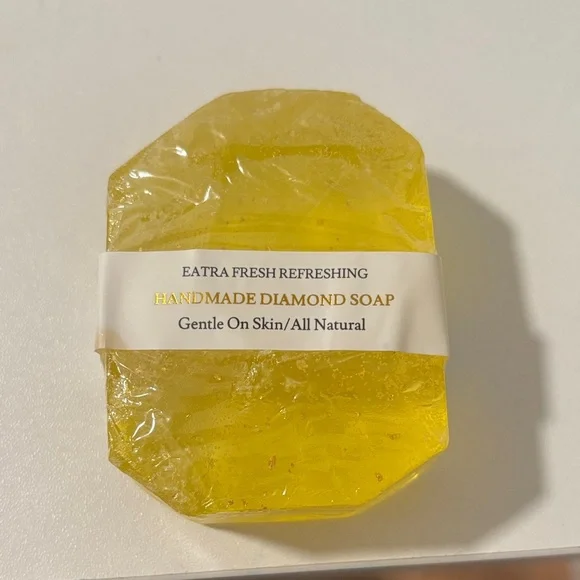 EATRA FRESH REFRESHING
HANDMADE DIAMOND SOAP
Gentle On Skin/All Natural